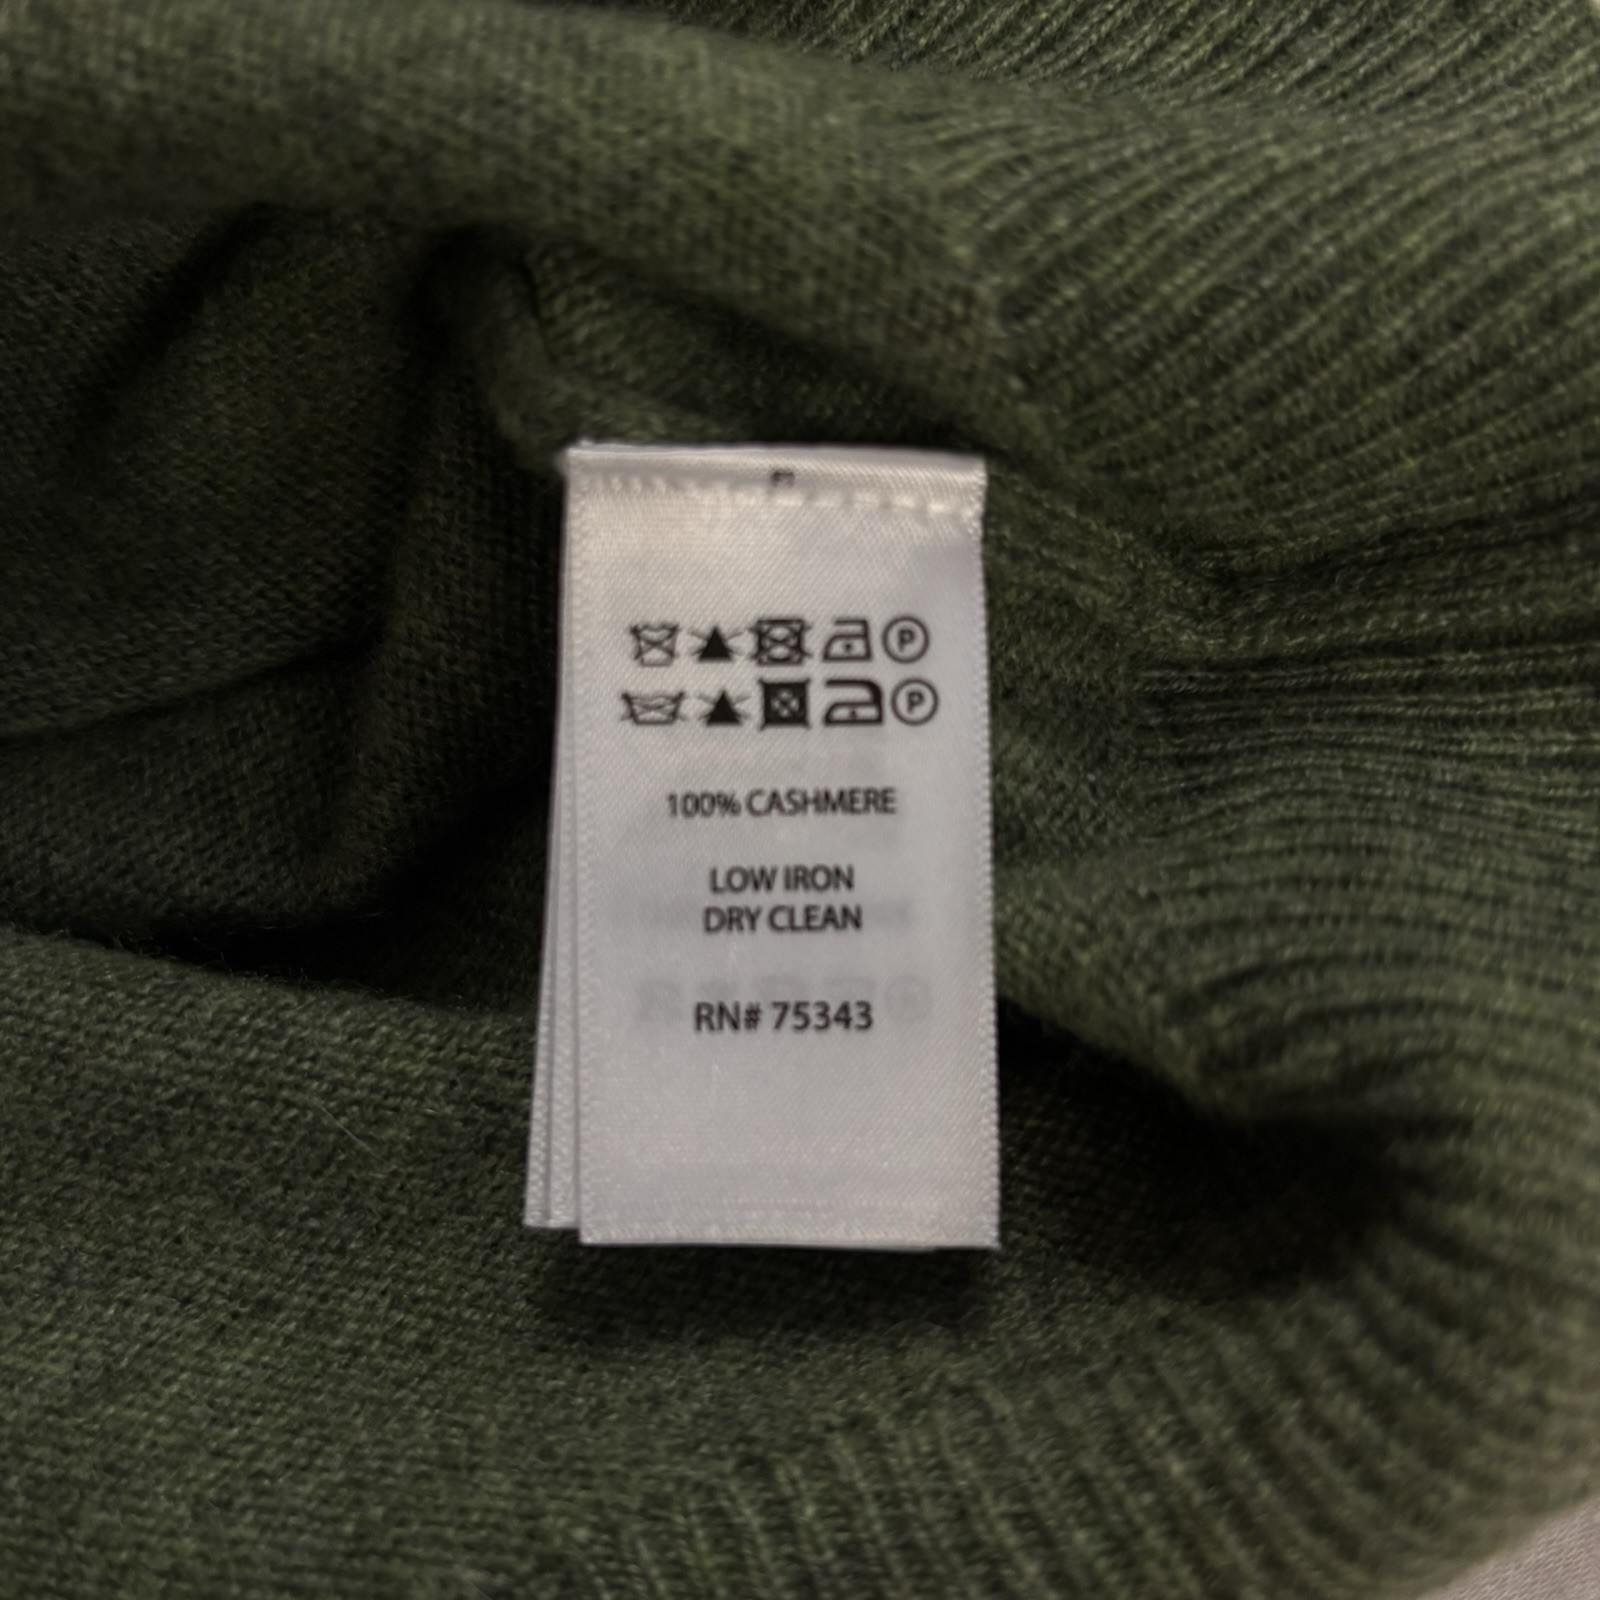 P
P
100% CASHMERE
LOW IRON
DRY CLEAN
RN# 75343